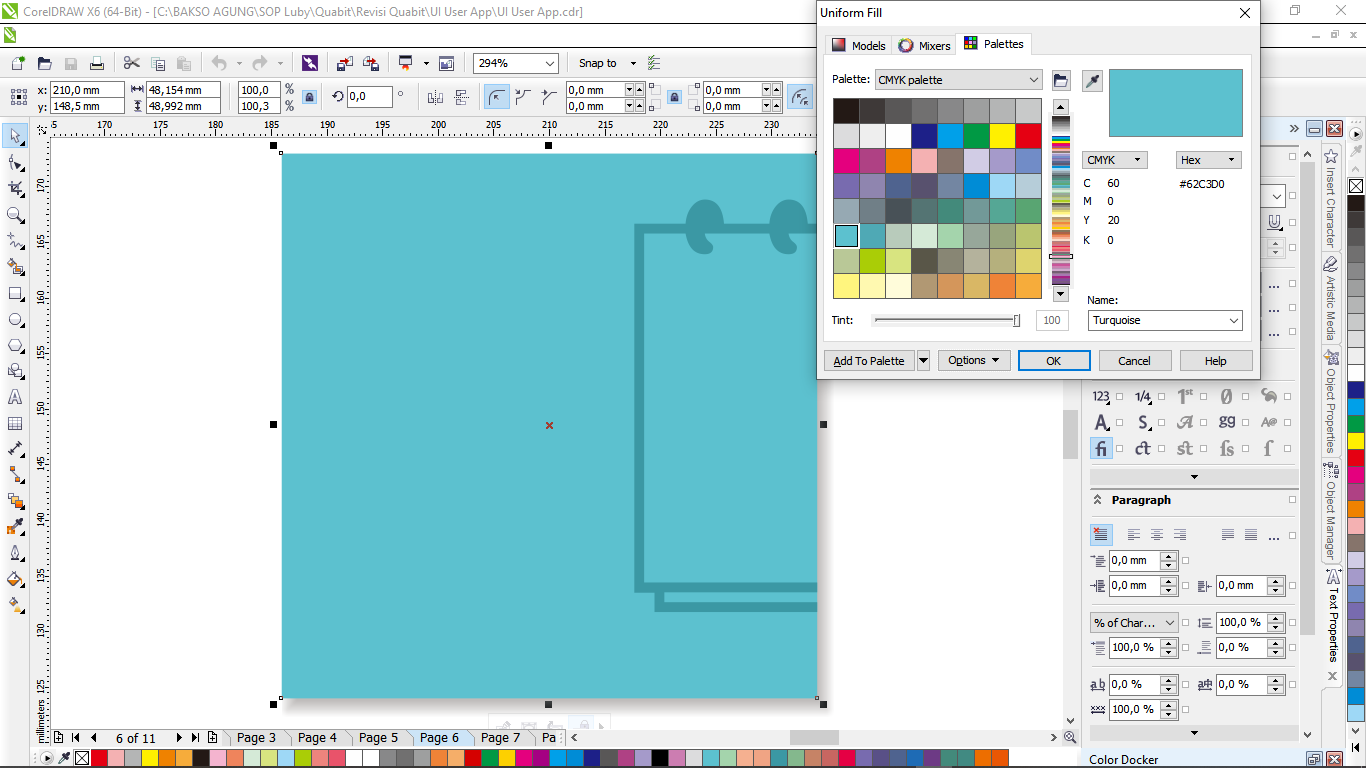 CorelDRAW X6 (64-Bit) - [C:\BAKSO AGUNG\SOP Luby\Quabit\Revisi Quabit\UI User App\UI User App.cdr]
Uniform Fill
Models Mixers Palettes
294% Snap to
Palette: CMYK palette
x: 210,0 mm 48,154 mm 100,0 % 0,0 ° 0,0 mm 0,0 mm 0,0 mm 0,0 mm
y: 148,5 mm 48,992 mm 100,3 %
170 175 180 185 190 195 200 205 210 215 220 225 230
170
165
160
155
150
145
140
135
130
125
millimeters
CMYK Hex
C 60 #62C3D0
M 0
Y 20
K 0
Name:
Tint: 100 Turquoise
Add To Palette Options OK Cancel Help
Insert Character
Artistic Media
Object Properties
Object Manager
Text Properties
Paragraph
0,0 mm
0,0 mm 0,0 mm
% of Char... 100,0 %
100,0 % 0,0 %
0,0 % 0,0 %
100,0 %
6 of 11 Page 3 Page 4 Page 5 Page 6 Page 7 Pa
Color Docker